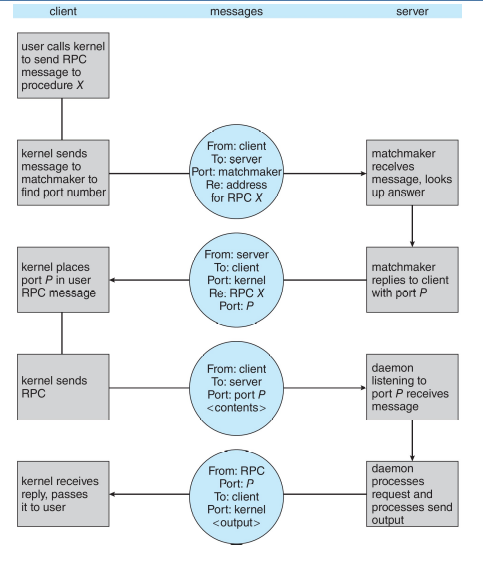 client messages server
user calls kernel
to send RPC
message to
procedure X
kernel sends
message to
matchmaker to
find port number
From: client
To: server
Port: matchmaker
Re: address
for RPC X
matchmaker
receives
message, looks
up answer
kernel places
port P in user
RPC message
From: server
To: client
Port: kernel
Re: RPC X
Port: P
matchmaker
replies to client
with port P
kernel sends
RPC
From: client
To: server
Port: port P
<contents>
daemon
listening to
port P receives
message
kernel receives
reply, passes
it to user
From: RPC
Port: P
To: client
Port: kernel
<output>
daemon
processes
request and
processes send
output